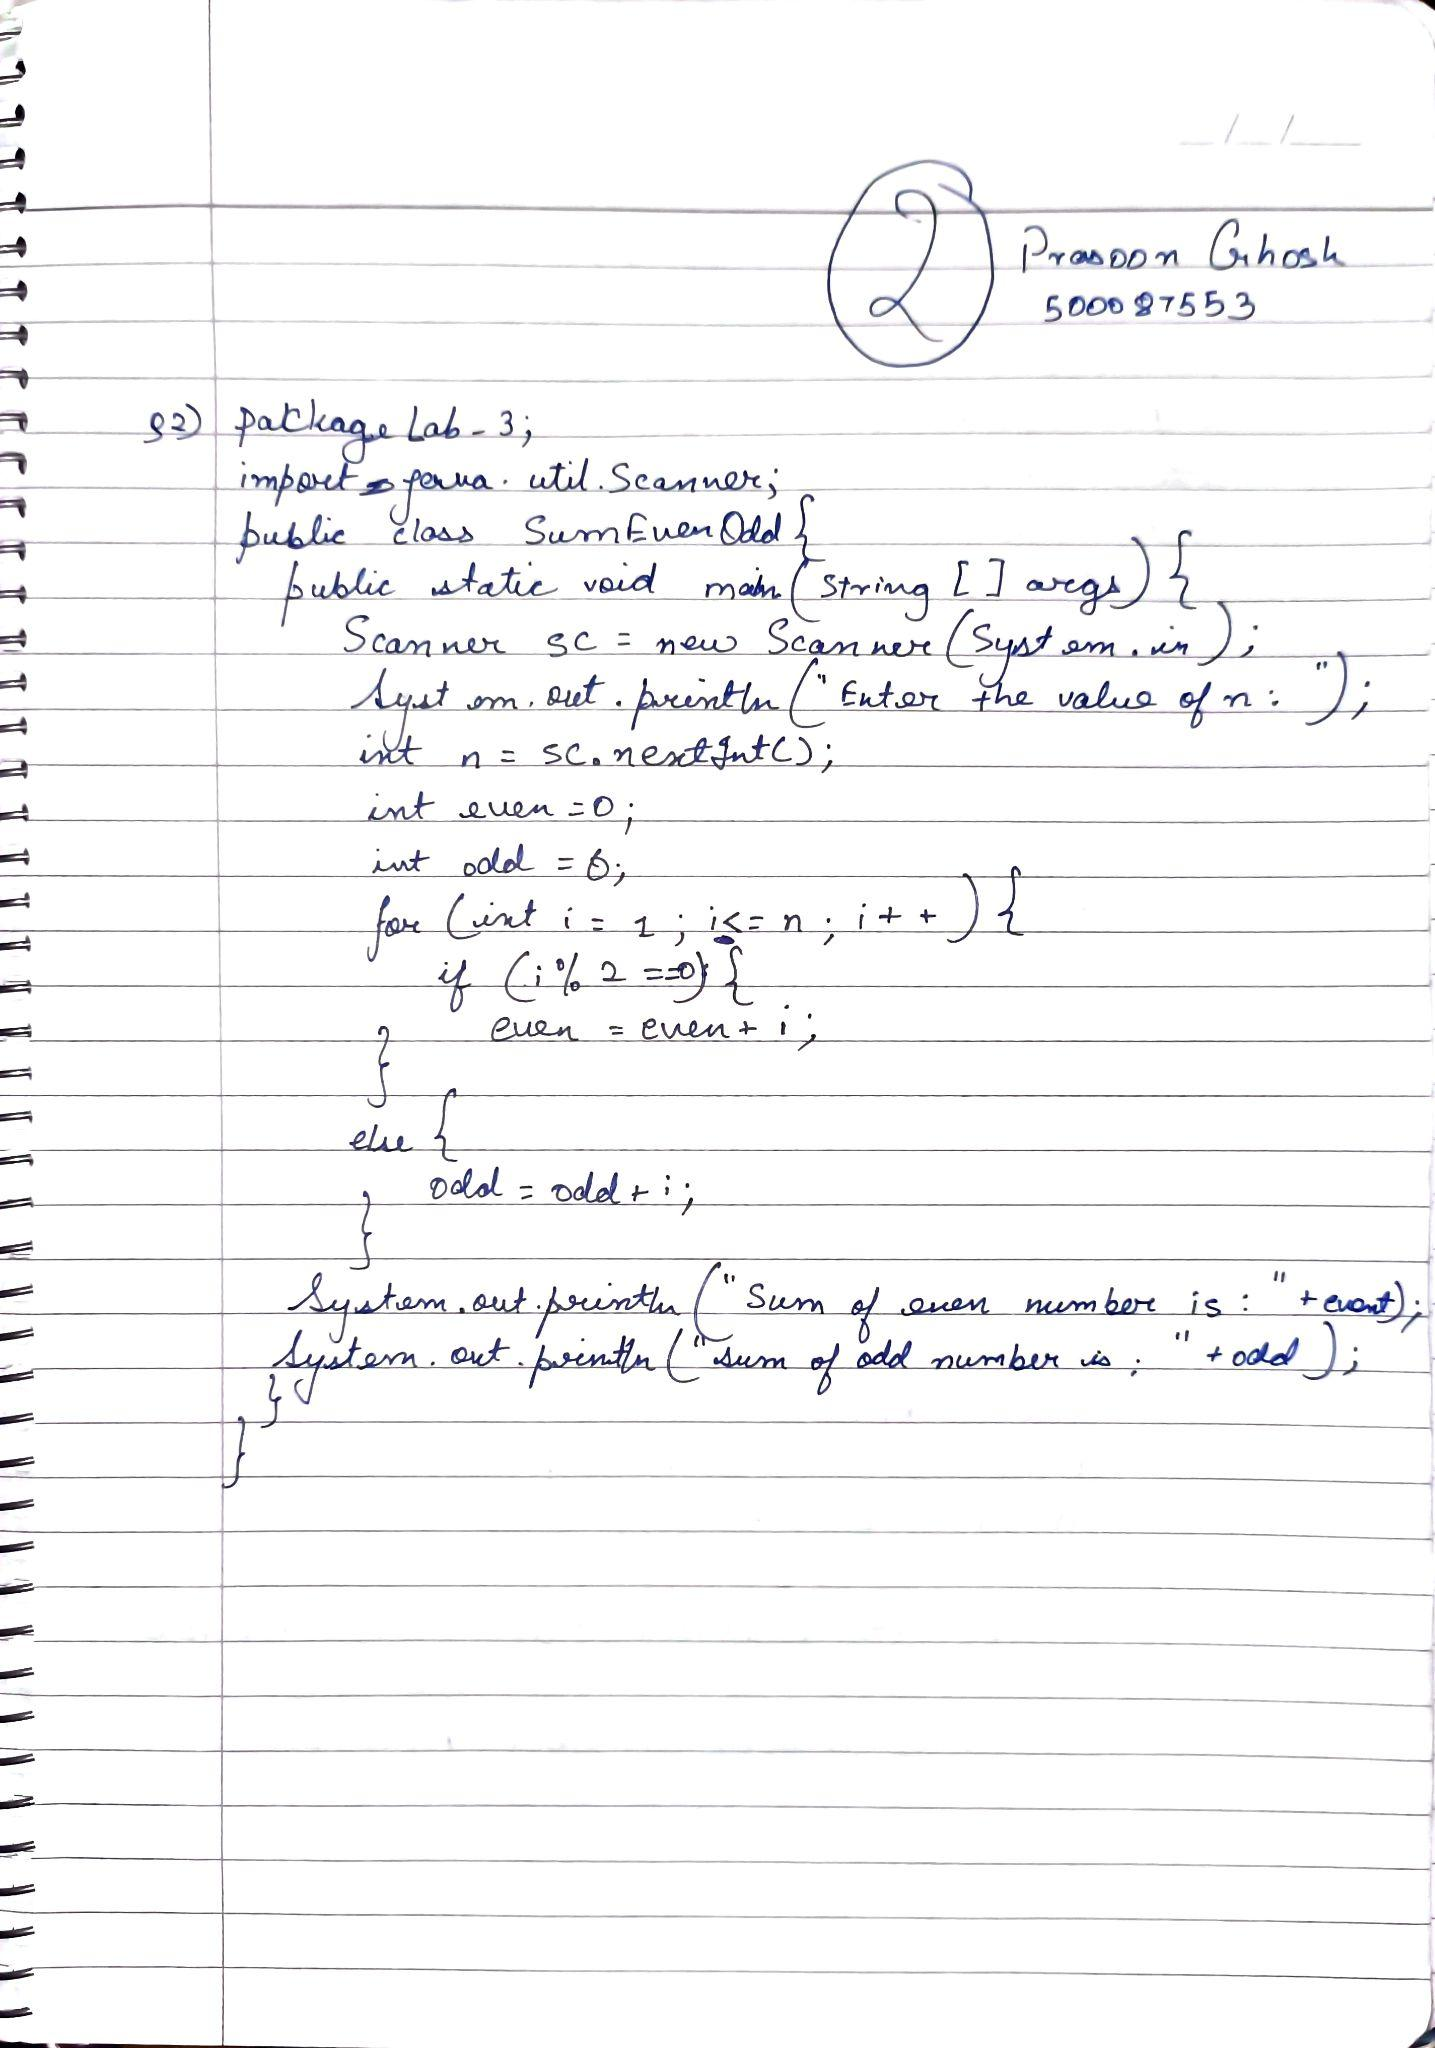 2
Prasoon Ghosh
500087553
Q2) package Lab-3;
import java.util.Scanner;
public class SumEvenOdd {
public static void main (String [] args) {
Scanner sc = new Scanner (System.in);
System.out.println ("Enter the value of n: ");
int n = sc.nextInt();
int even = 0;
int odd = 0;
for (int i = 1; i<= n; i++) {
if (i % 2 ==0) {
even = even + i;
}
else {
odd = odd + i;
}
System.out.println ("Sum of even number is : " + event);
System.out.println ("sum of odd number is : " + odd );
}
}